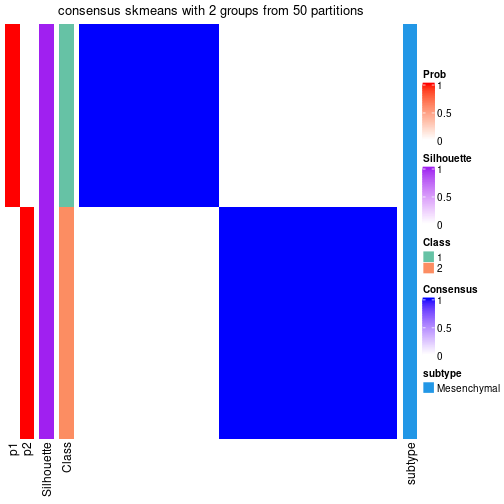 consensus skmeans with 2 groups from 50 partitions
Prob
1
0.5
0
Silhouette
1
0.5
0
Class
1
2
Consensus
1
0.5
0
subtype
Mesenchymal
p1
p2
Silhouette
Class
subtype